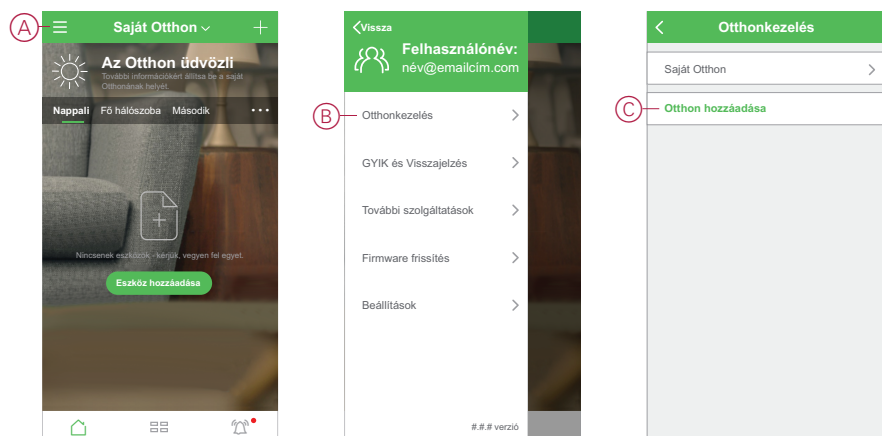 A
Saját Otthon
Az Otthon üdvözli
További információkért állítsa be a saját
Otthonának helyét.
Nappali Fő hálószoba Második
Nincsenek eszközök - kérjük, vegyen fel egyet.
Eszköz hozzáadása
Vissza
Felhasználónév:
név@emailcím.com
B
Otthonkezelés
GYIK és Visszajelzés
További szolgáltatások
Firmware frissítés
Beállítások
#.#.# verzió
Otthonkezelés
Saját Otthon
C
Otthon hozzáadása